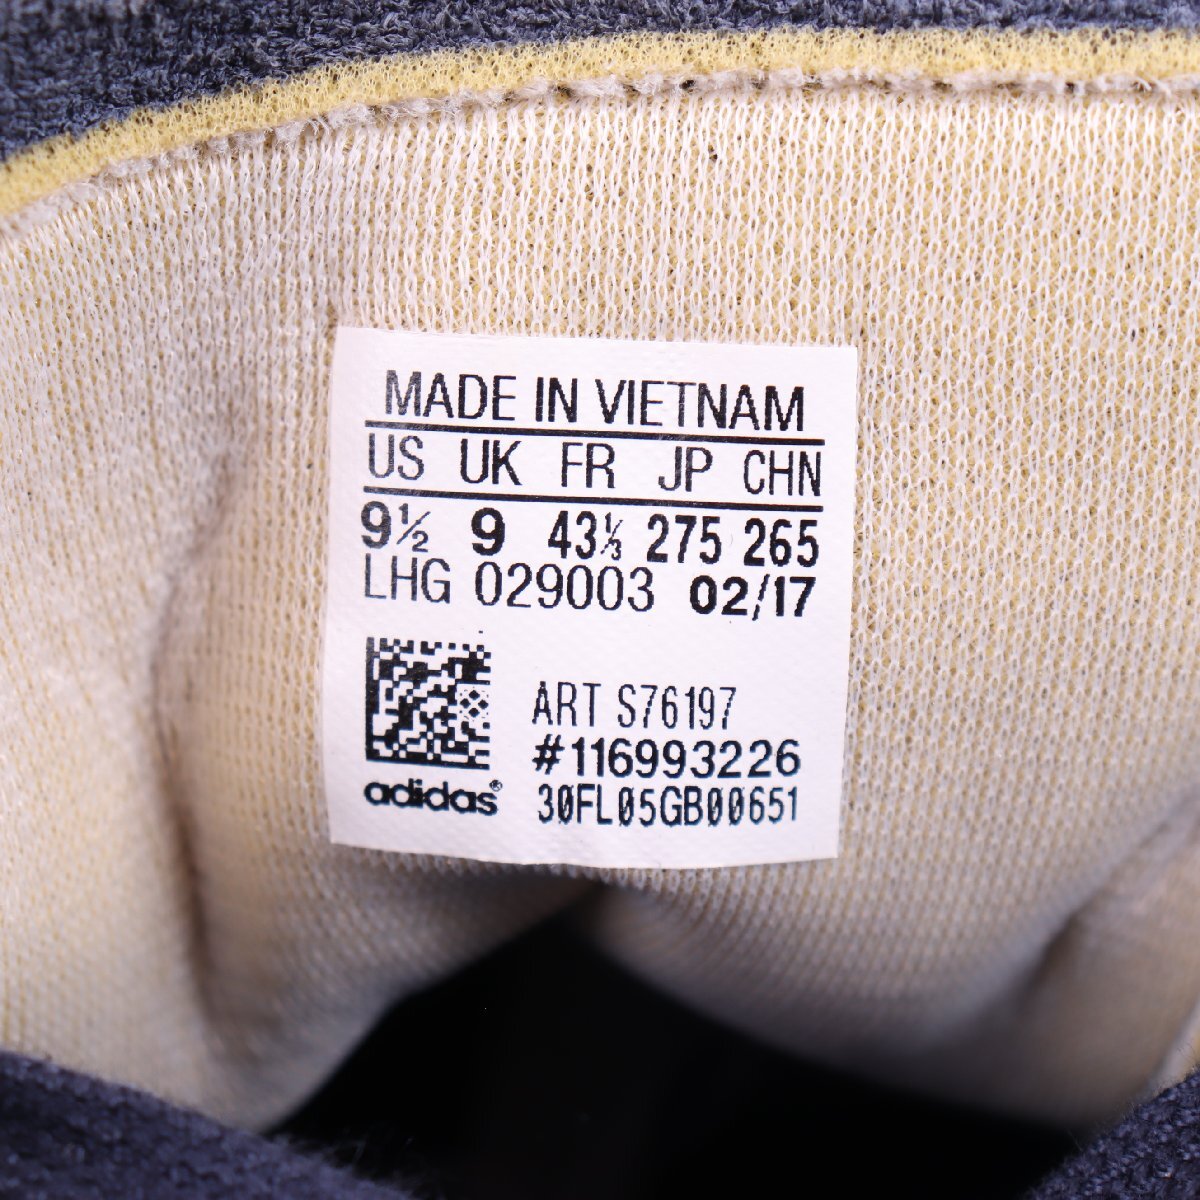 MADE IN VIETNAM
US UK FR JP CHN
9½ 9 43⅓ 275 265
LHG 029003 02/17
ART S76197
#116993226
adidas® 30FL05GB00651